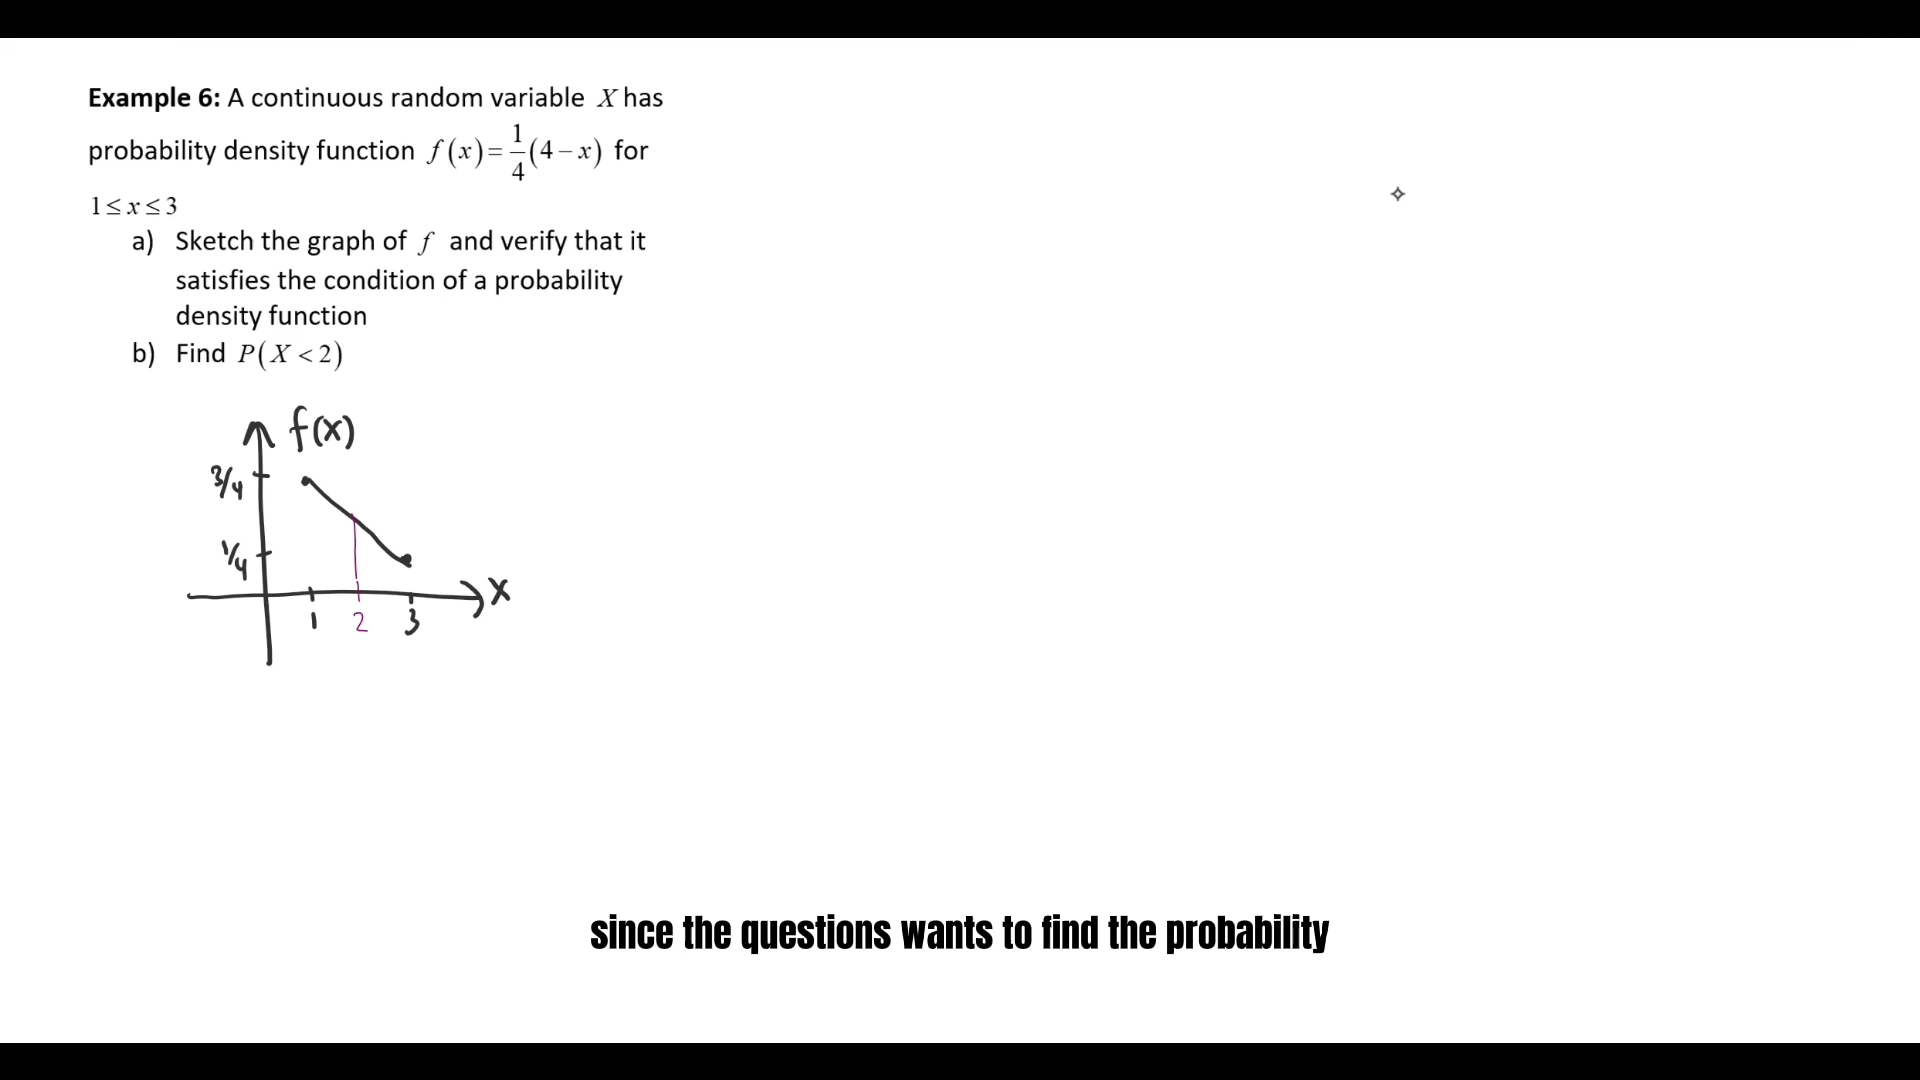 Example 6: A continuous random variable X has
probability density function f(x)=1/4(4−x) for
1≤x≤3
a) Sketch the graph of f and verify that it
satisfies the condition of a probability
density function
b) Find P(X<2)
f(x)
3/4
1/4
x
1 2 3
since the questions wants to find the probability